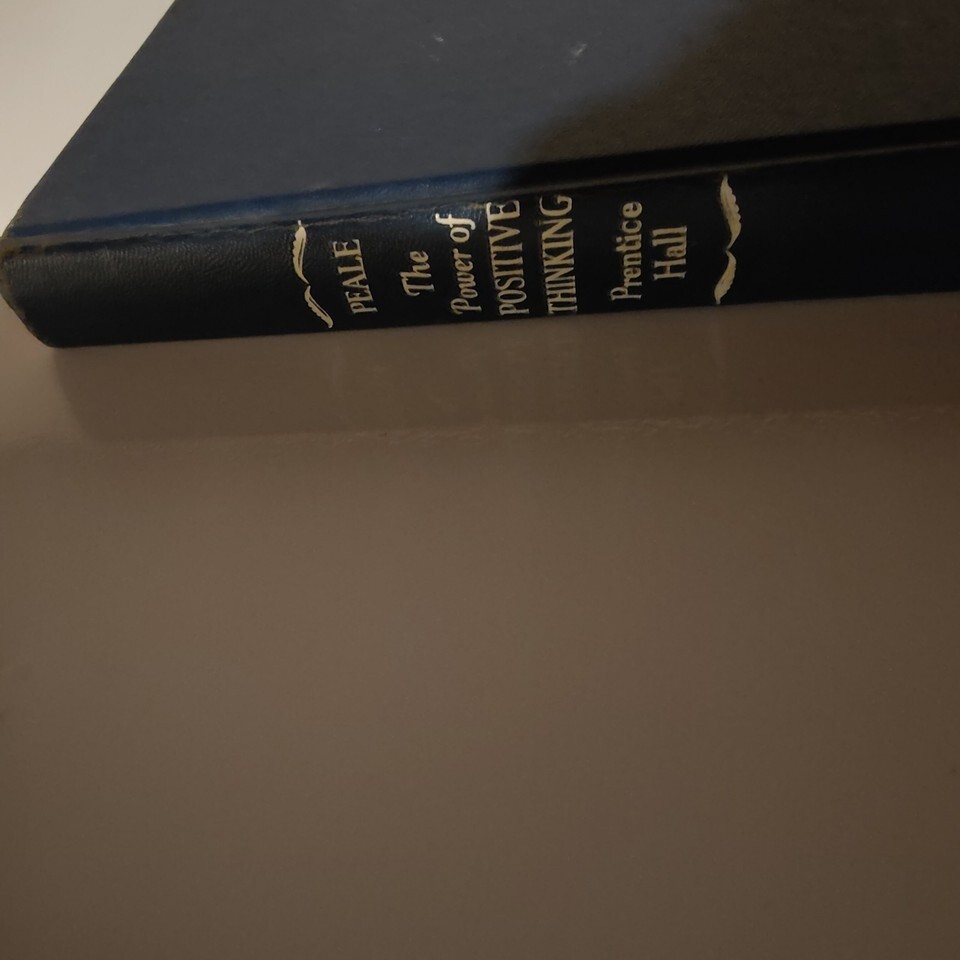 PEALE
The
Power of
POSITIVE
THINKING
Prentice
Hall